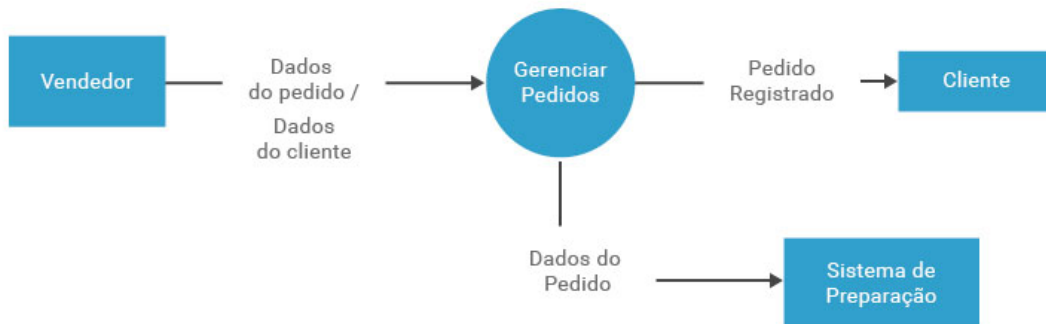 Vendedor
Dados
do pedido /
Dados
do cliente
Gerenciar
Pedidos
Pedido
Registrado
Cliente
Dados do
Pedido
Sistema de
Preparação